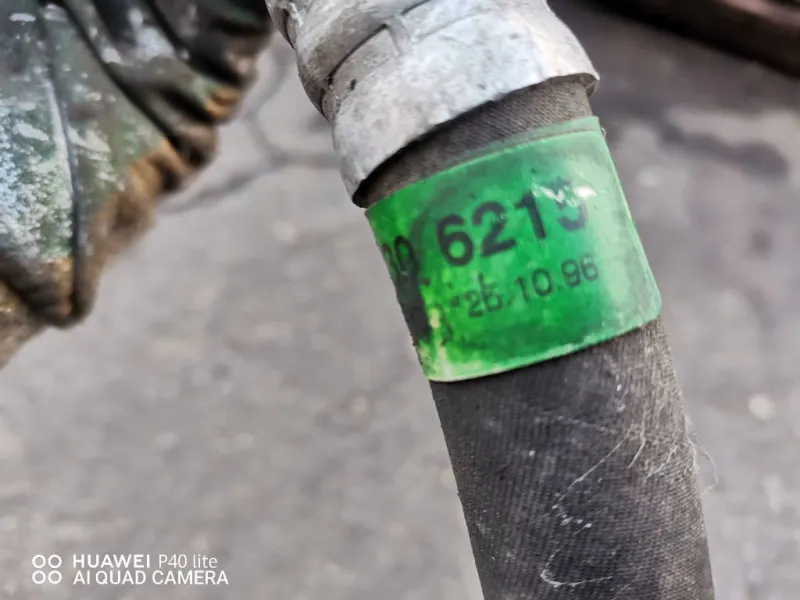 6219
26.10.96
HUAWEI P40 lite
AI QUAD CAMERA